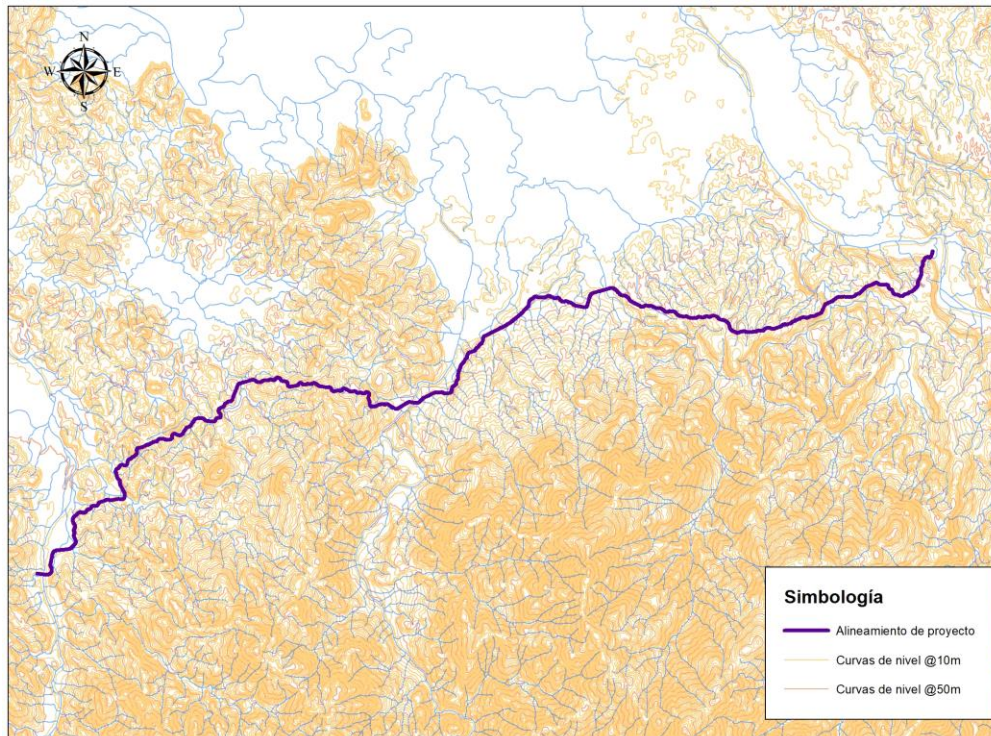 N
W E
S
Simbología
Alineamiento de proyecto
Curvas de nivel @10m
Curvas de nivel @50m